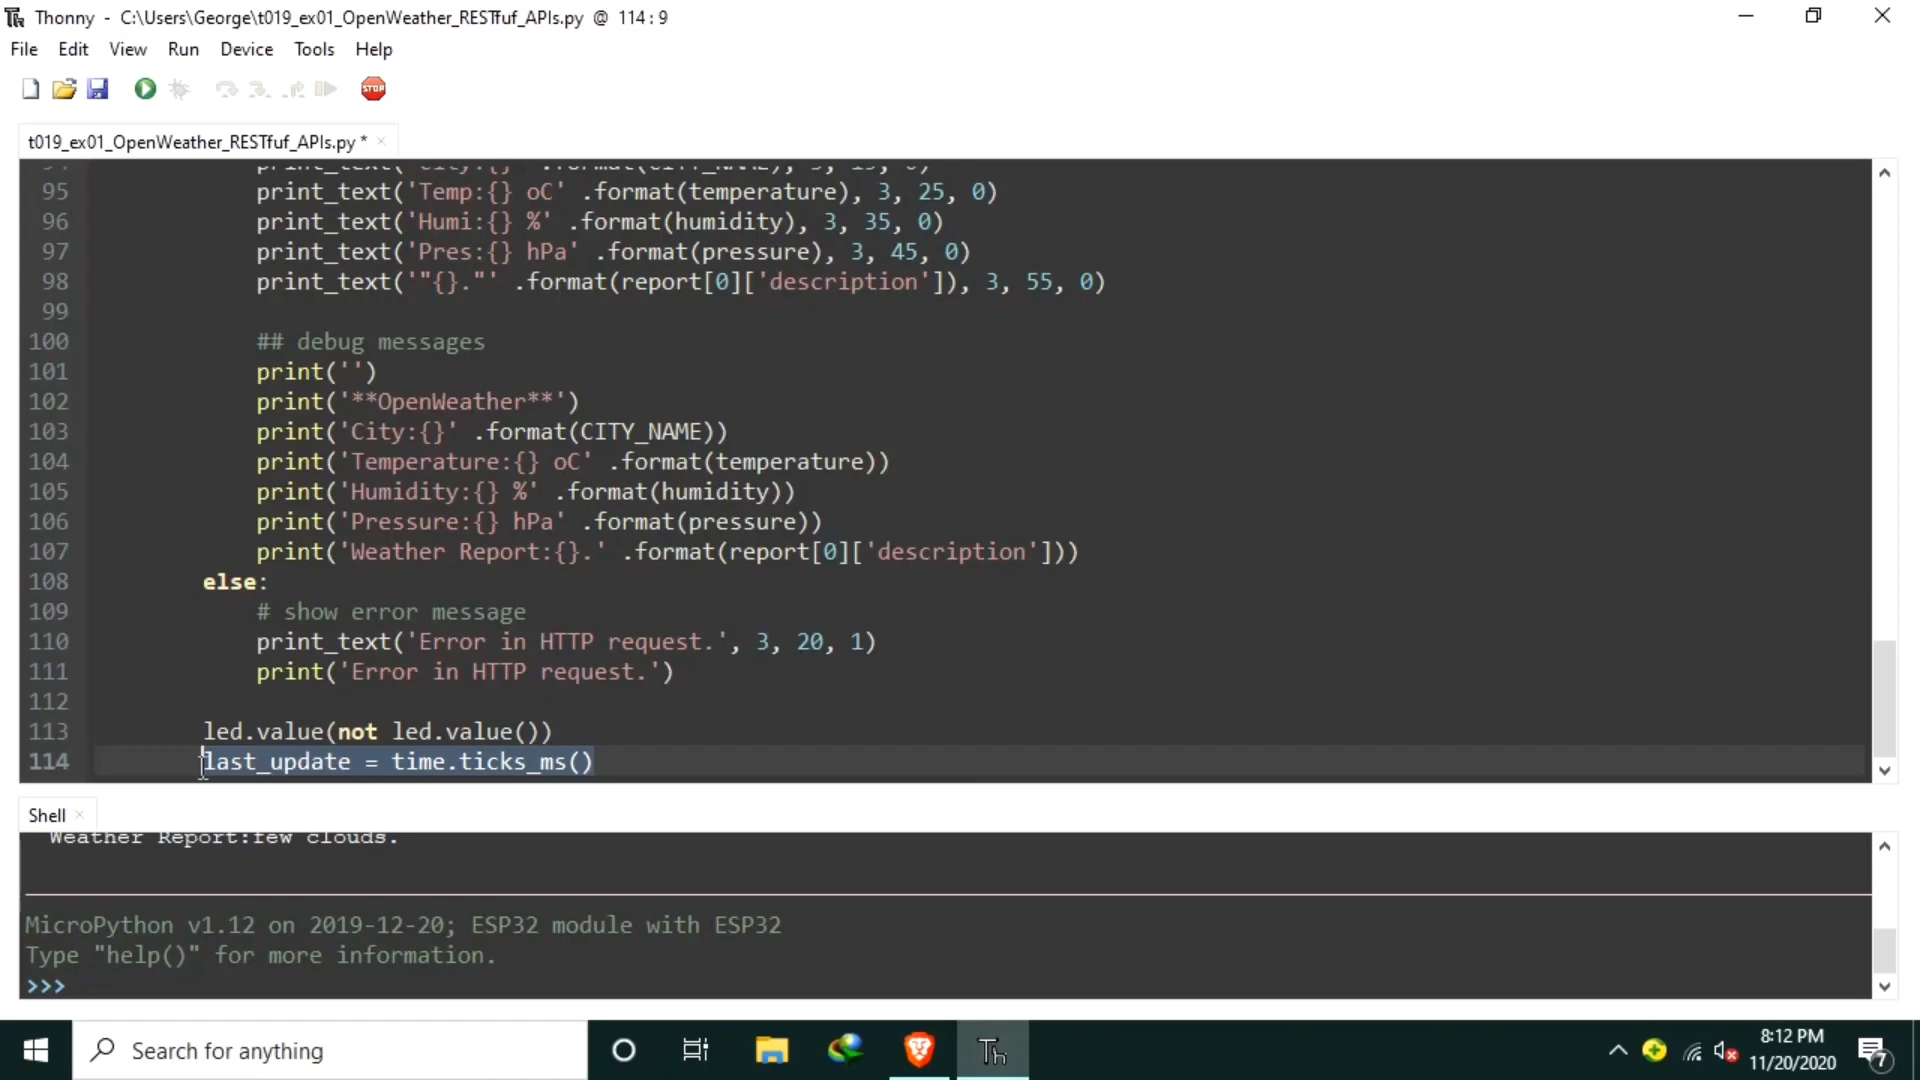 Thonny - C:\Users\George\t019_ex01_OpenWeather_RESTfuf_APIs.py @ 114:9
File Edit View Run Device Tools Help
STOP
t019_ex01_OpenWeather_RESTfuf_APIs.py *
95 print_text('Temp:{} oC' .format(temperature), 3, 25, 0)
96 print_text('Humi:{} %' .format(humidity), 3, 35, 0)
97 print_text('Pres:{} hPa' .format(pressure), 3, 45, 0)
98 print_text('"{}."' .format(report[0]['description']), 3, 55, 0)
99
100 ## debug messages
101 print('')
102 print('**OpenWeather**')
103 print('City:{}' .format(CITY_NAME))
104 print('Temperature:{} oC' .format(temperature))
105 print('Humidity:{} %' .format(humidity))
106 print('Pressure:{} hPa' .format(pressure))
107 print('Weather Report:{}.' .format(report[0]['description']))
108 else:
109 # show error message
110 print_text('Error in HTTP request.', 3, 20, 1)
111 print('Error in HTTP request.')
112
113 led.value(not led.value())
114 last_update = time.ticks_ms()
Shell
Weather Report:few clouds.
MicroPython v1.12 on 2019-12-20; ESP32 module with ESP32
Type "help()" for more information.
>>>
Search for anything
Th
8:12 PM
11/20/2020
7